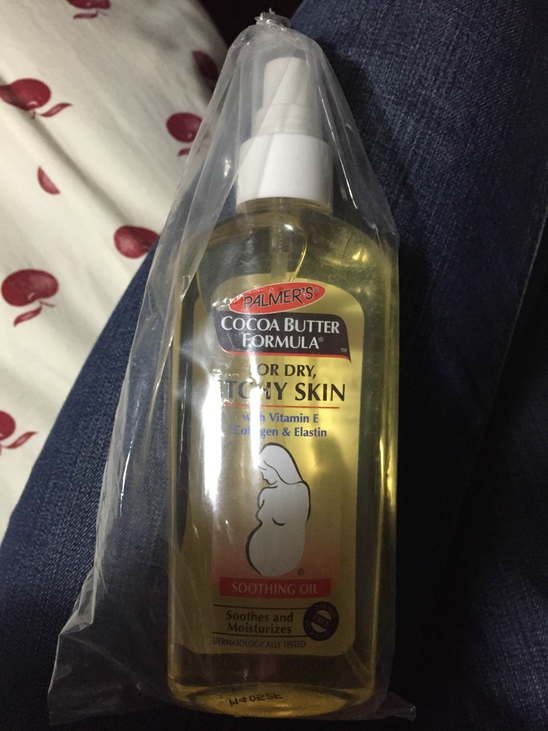 PALMER'S®
COCOA BUTTER
FORMULA®
™
FOR DRY,
ITCHY SKIN
with Vitamin E
Collagen & Elastin
®
SOOTHING OIL
Soothes and
Moisturizes
DERMATOLOGICALLY TESTED